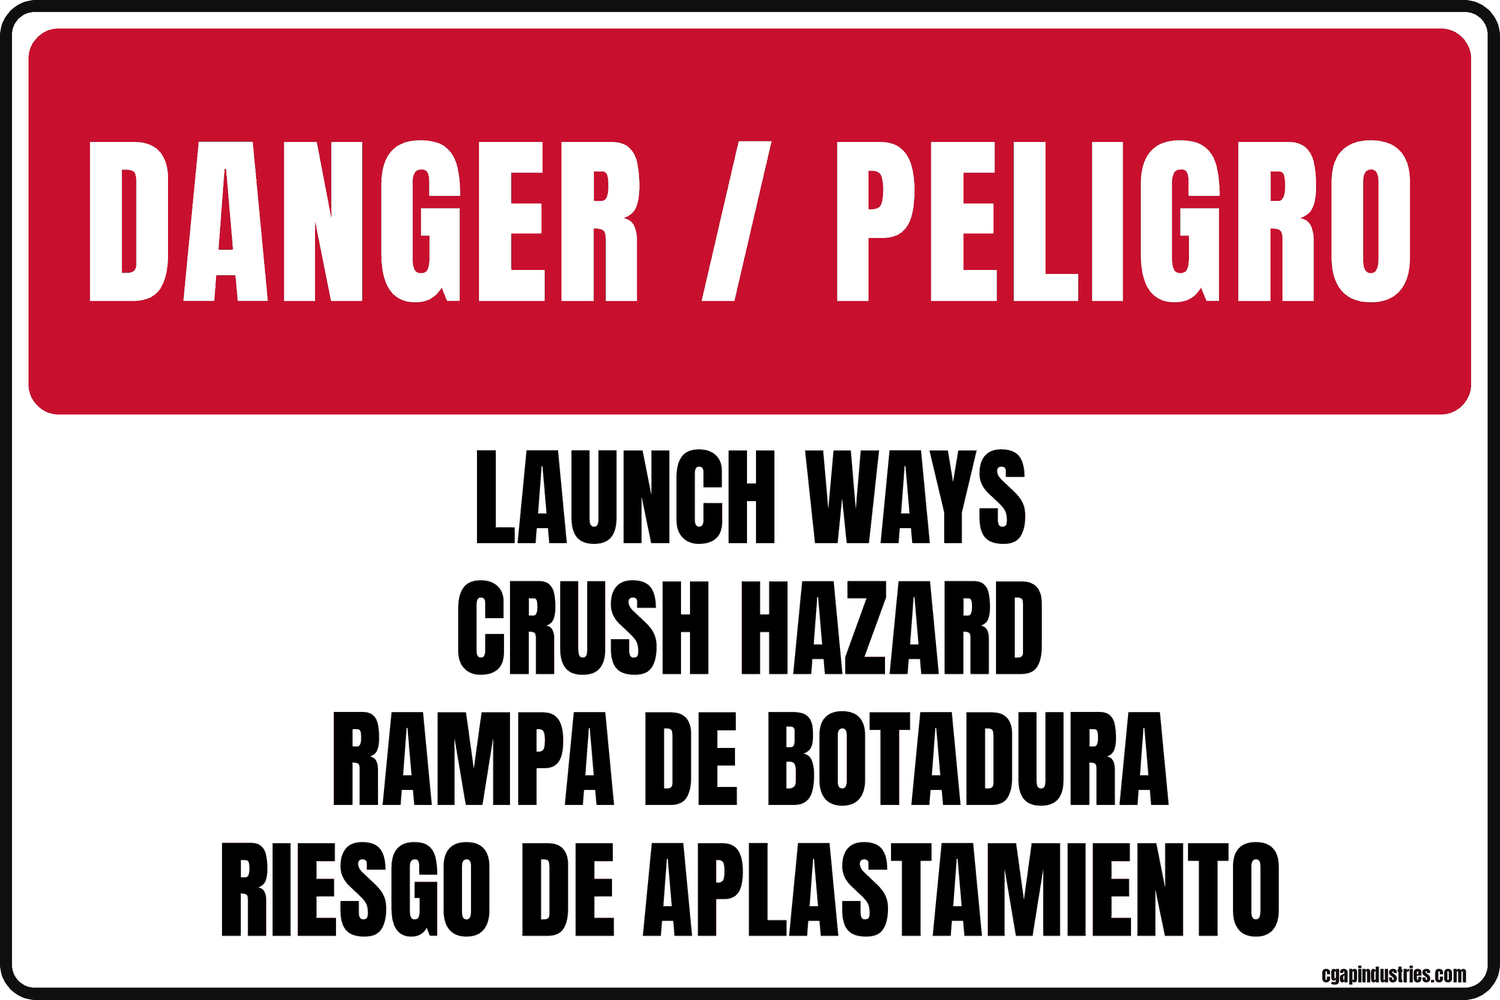 DANGER / PELIGRO
LAUNCH WAYS
CRUSH HAZARD
RAMPA DE BOTADURA
RIESGO DE APLASTAMIENTO
cgapindustries.com